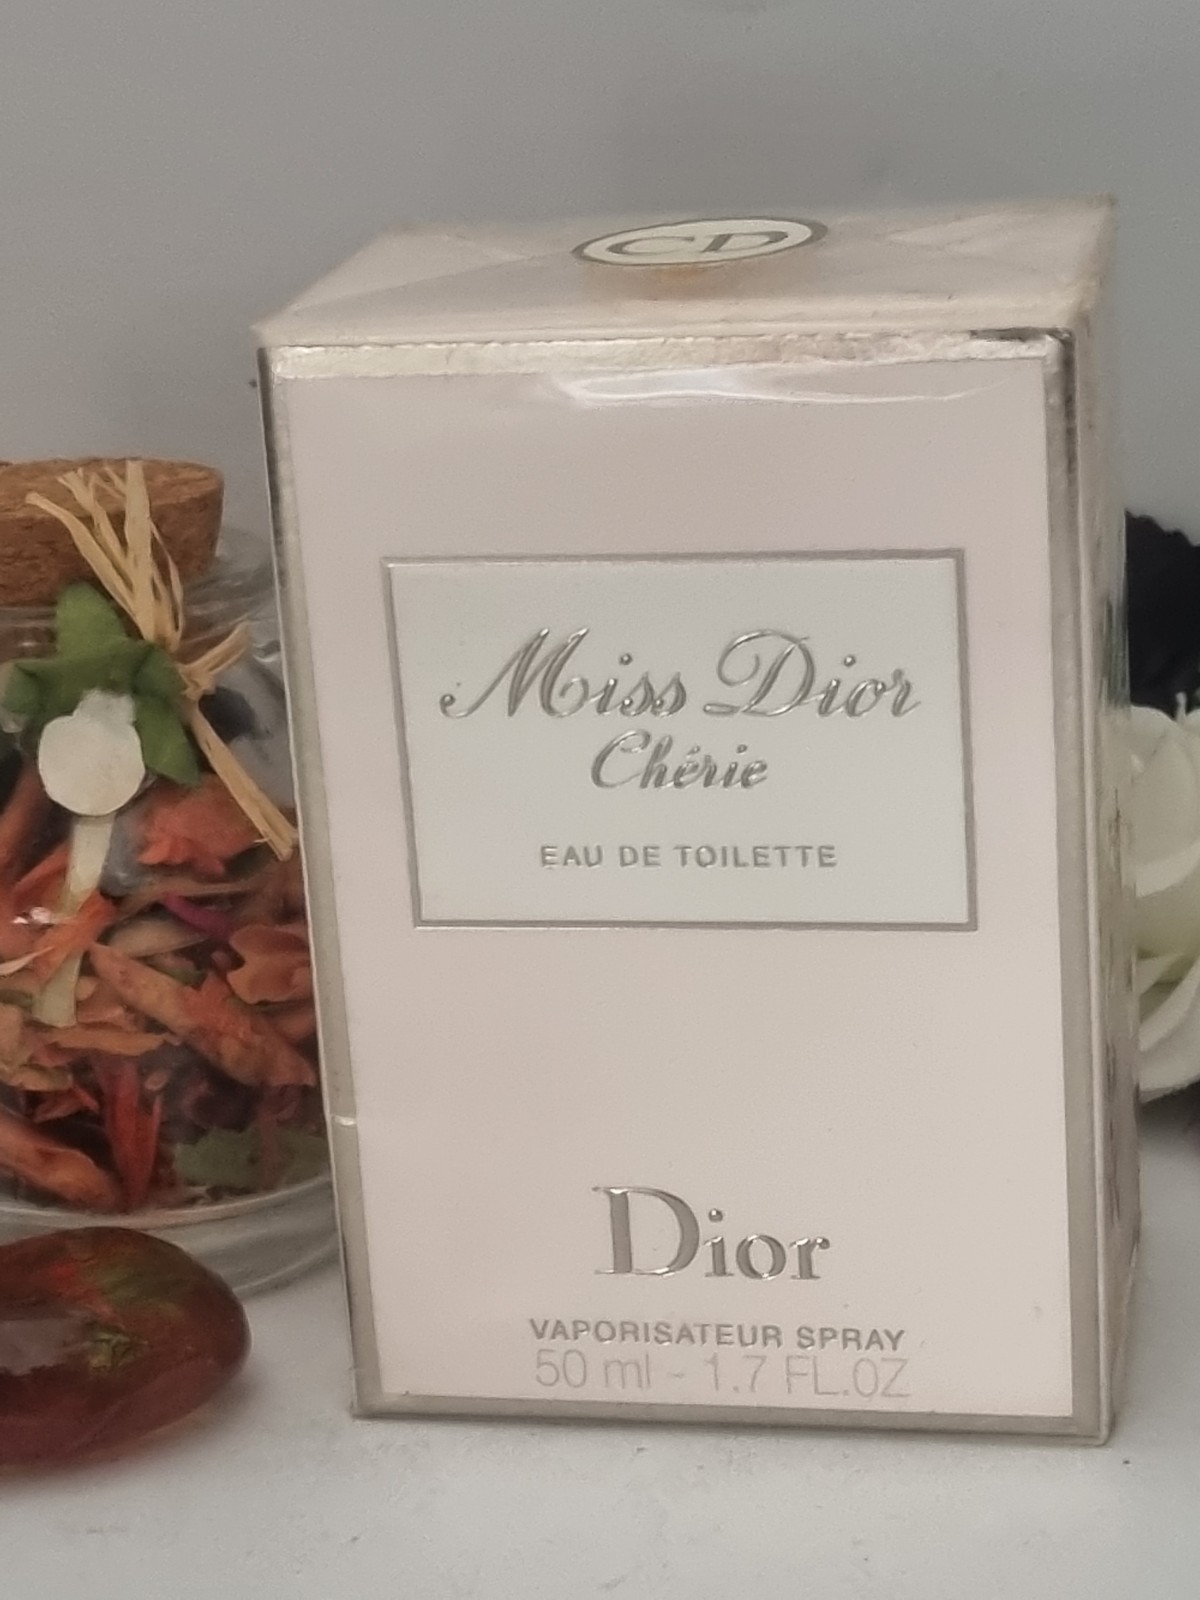 CD
Miss Dior
Chérie
EAU DE TOILETTE
Dior
VAPORISATEUR SPRAY
50 ml - 1.7 FL.OZ